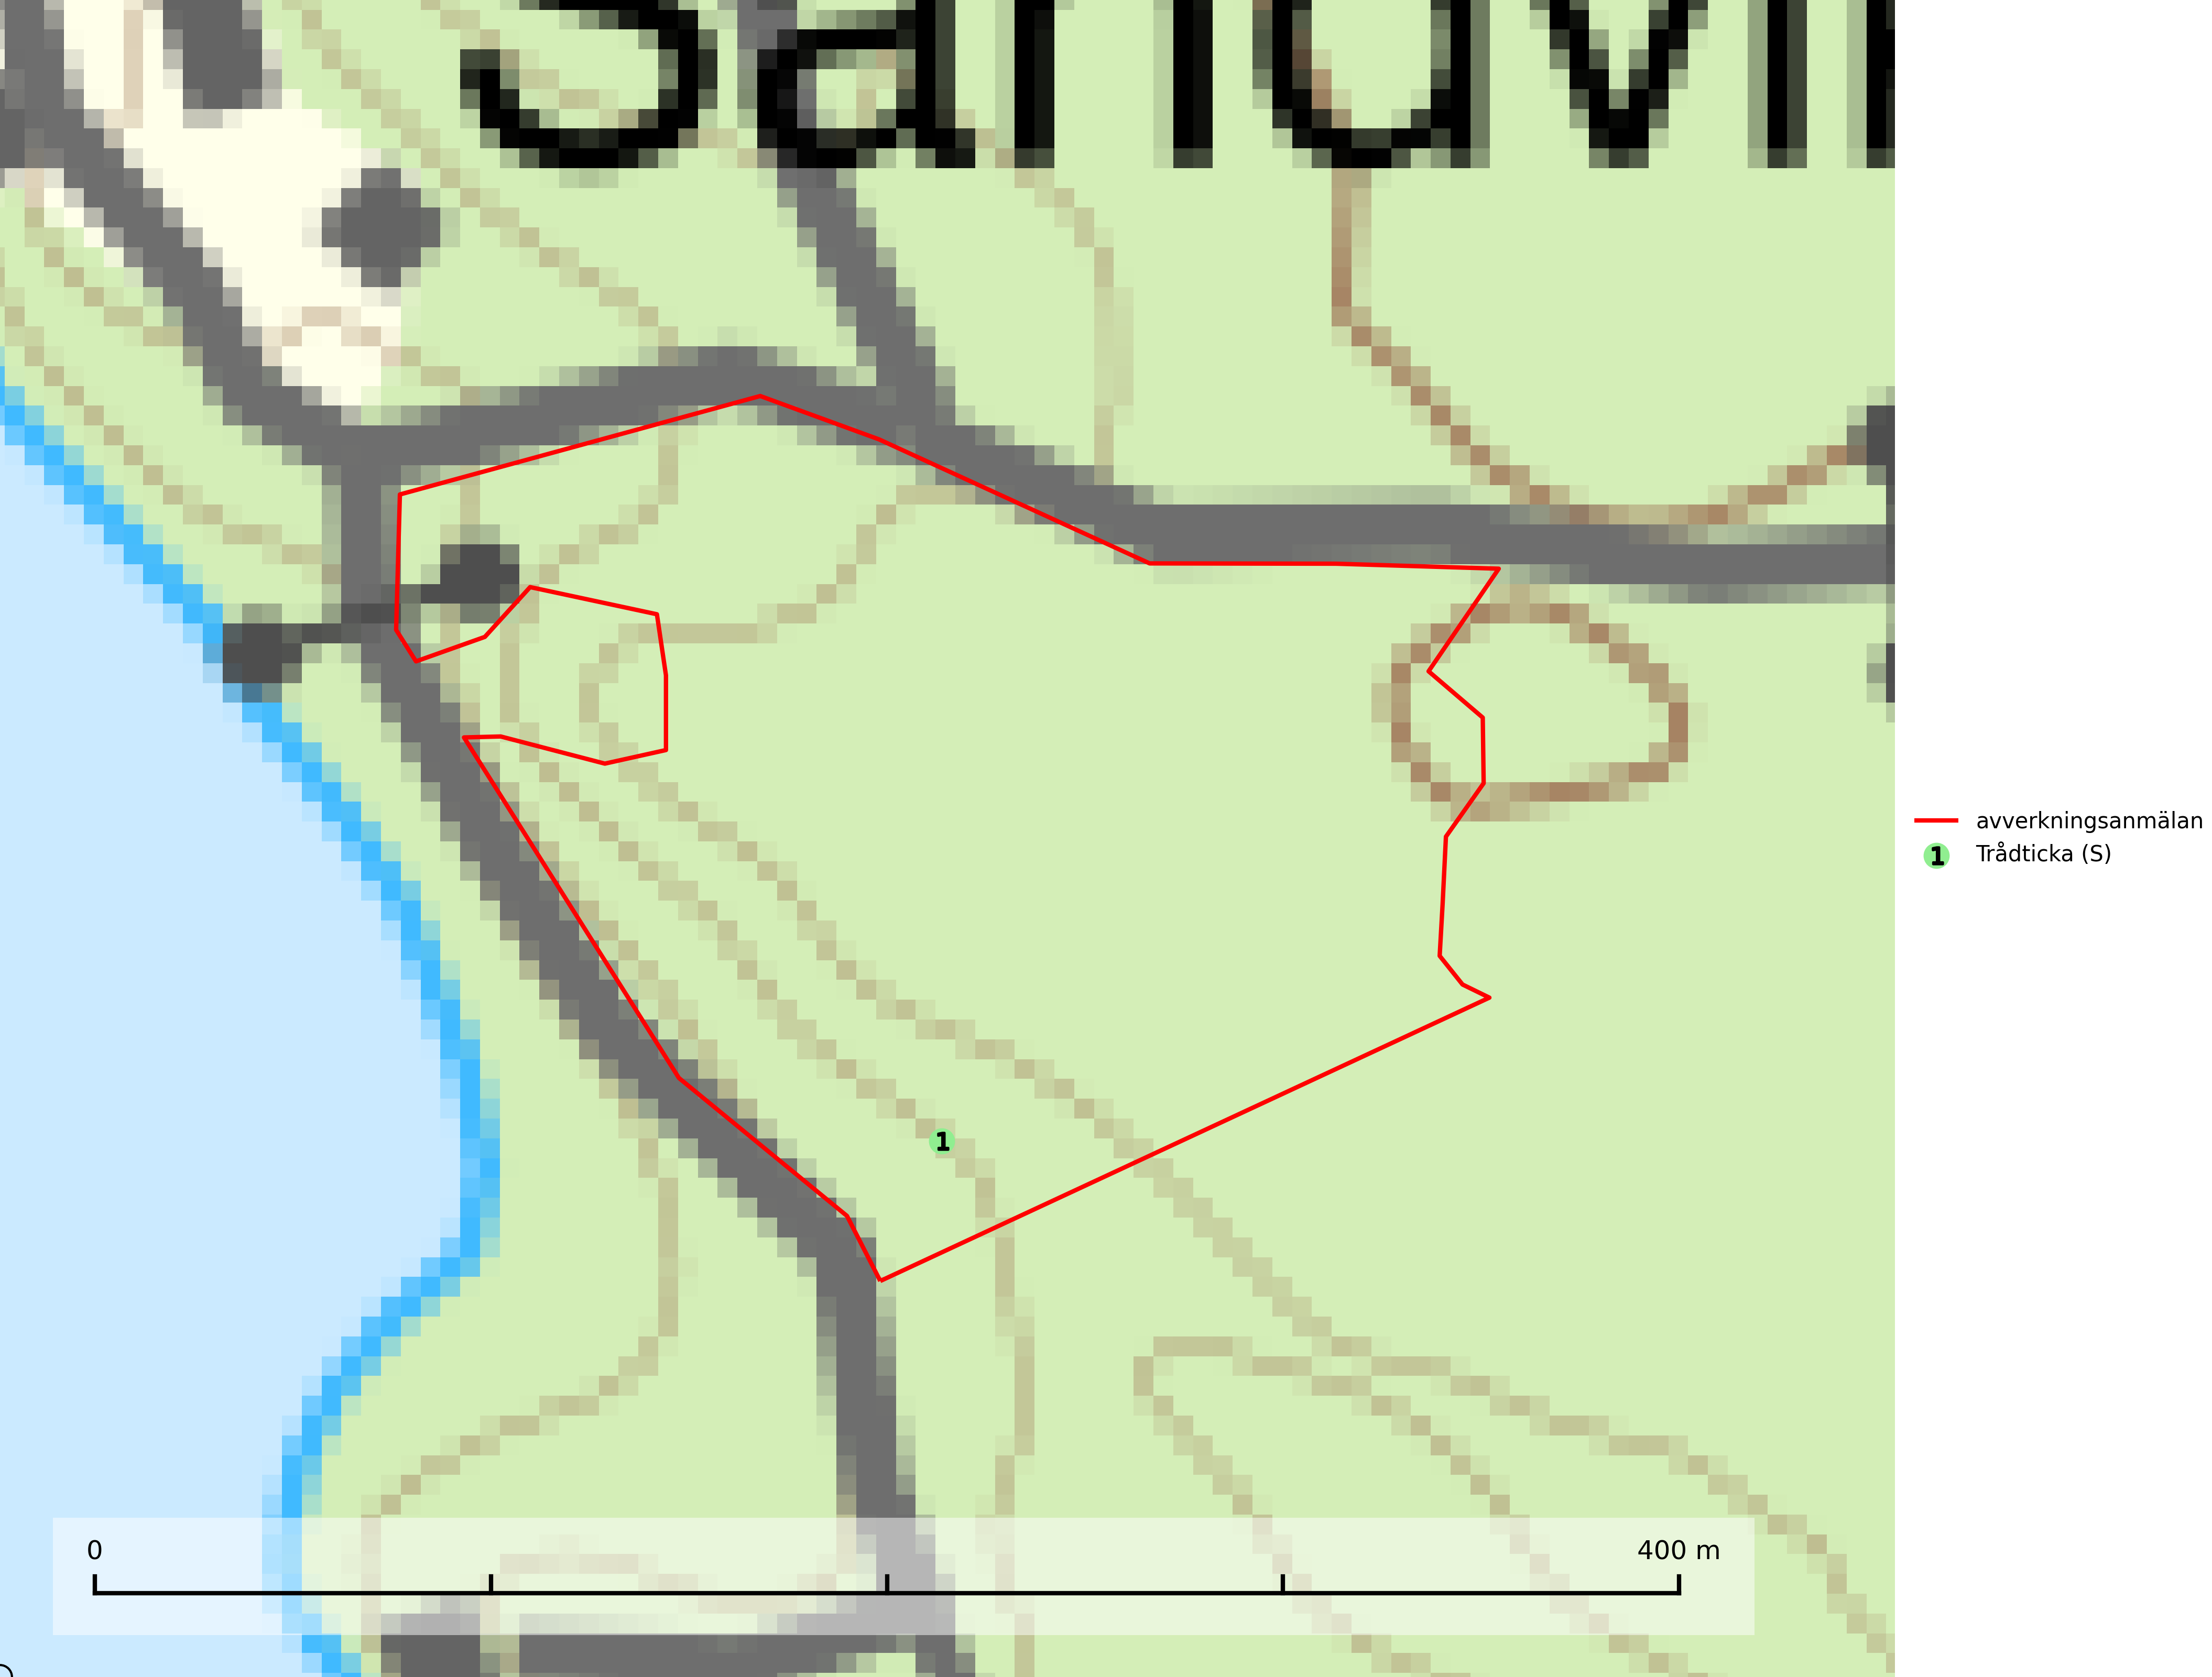 avverkningsanmälan
1 Trådticka (S)
1
0 400 m